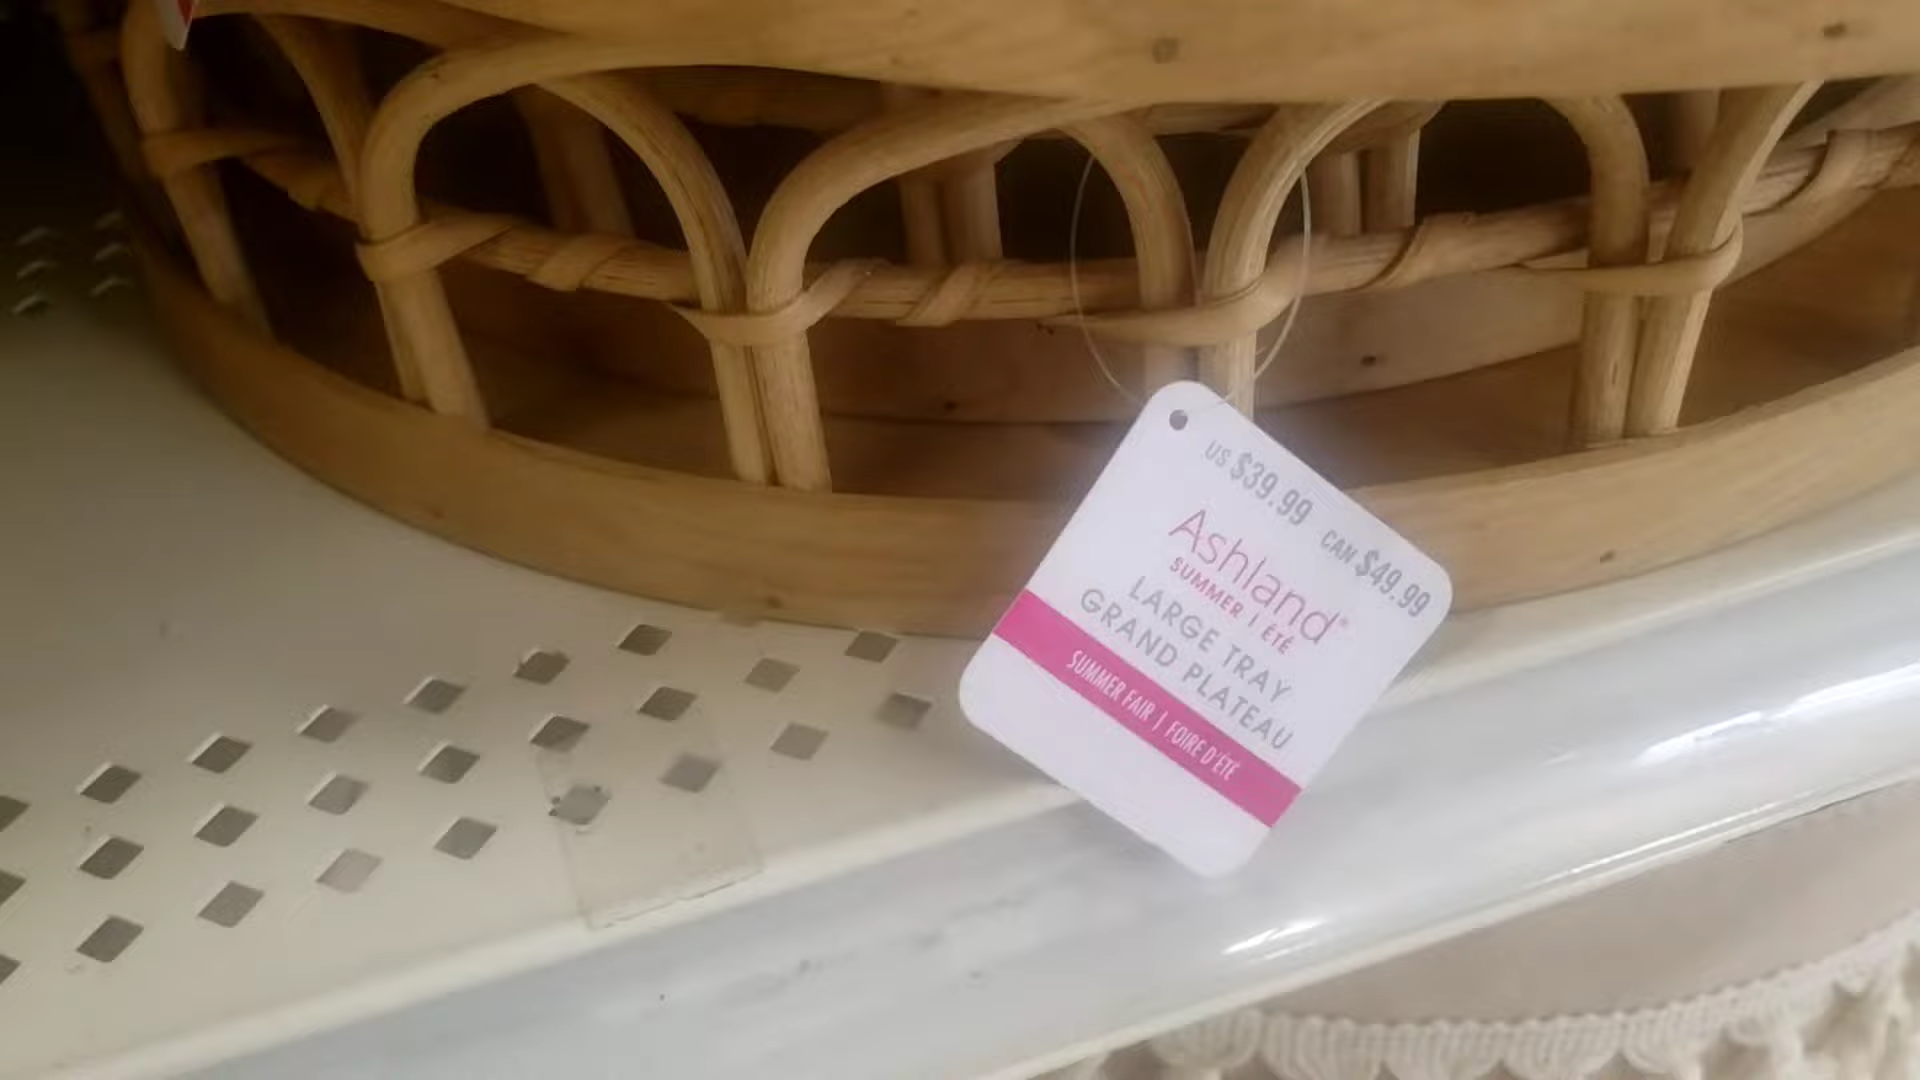 US $39.99 CAN $49.99
Ashland®
SUMMER | ÉTÉ
LARGE TRAY
GRAND PLATEAU
SUMMER FAIR | FOIRE D'ÉTÉ